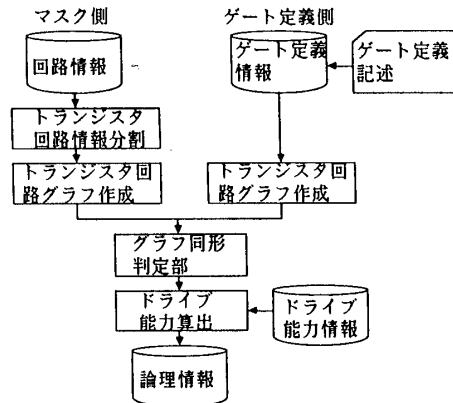 マスク側
ゲート定義側
回路情報
ゲート定義
情報
ゲート定義
記述
トランジスタ
回路情報分割
トランジスタ回
路グラフ作成
トランジスタ回
路グラフ作成
グラフ同形
判定部
ドライブ
能力算出
ドライブ
能力情報
論理情報